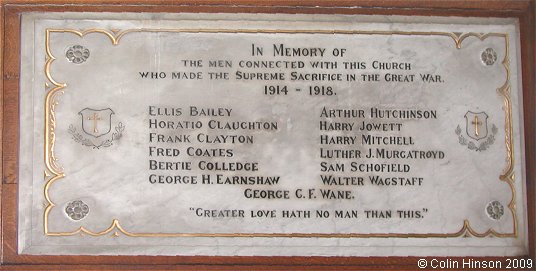 In Memory of
the men connected with this Church
who made the Supreme Sacrifice in the Great War.
1914 - 1918.
Ellis Bailey
Horatio Claughton
Frank Clayton
Fred Coates
Bertie Colledge
George H. Earnshaw
Arthur Hutchinson
Harry Jowett
Harry Mitchell
Luther J. Murgatroyd
Sam Schofield
Walter Wagstaff
George C. F. Wane.
"Greater love hath no man than this."
© Colin Hinson 2009